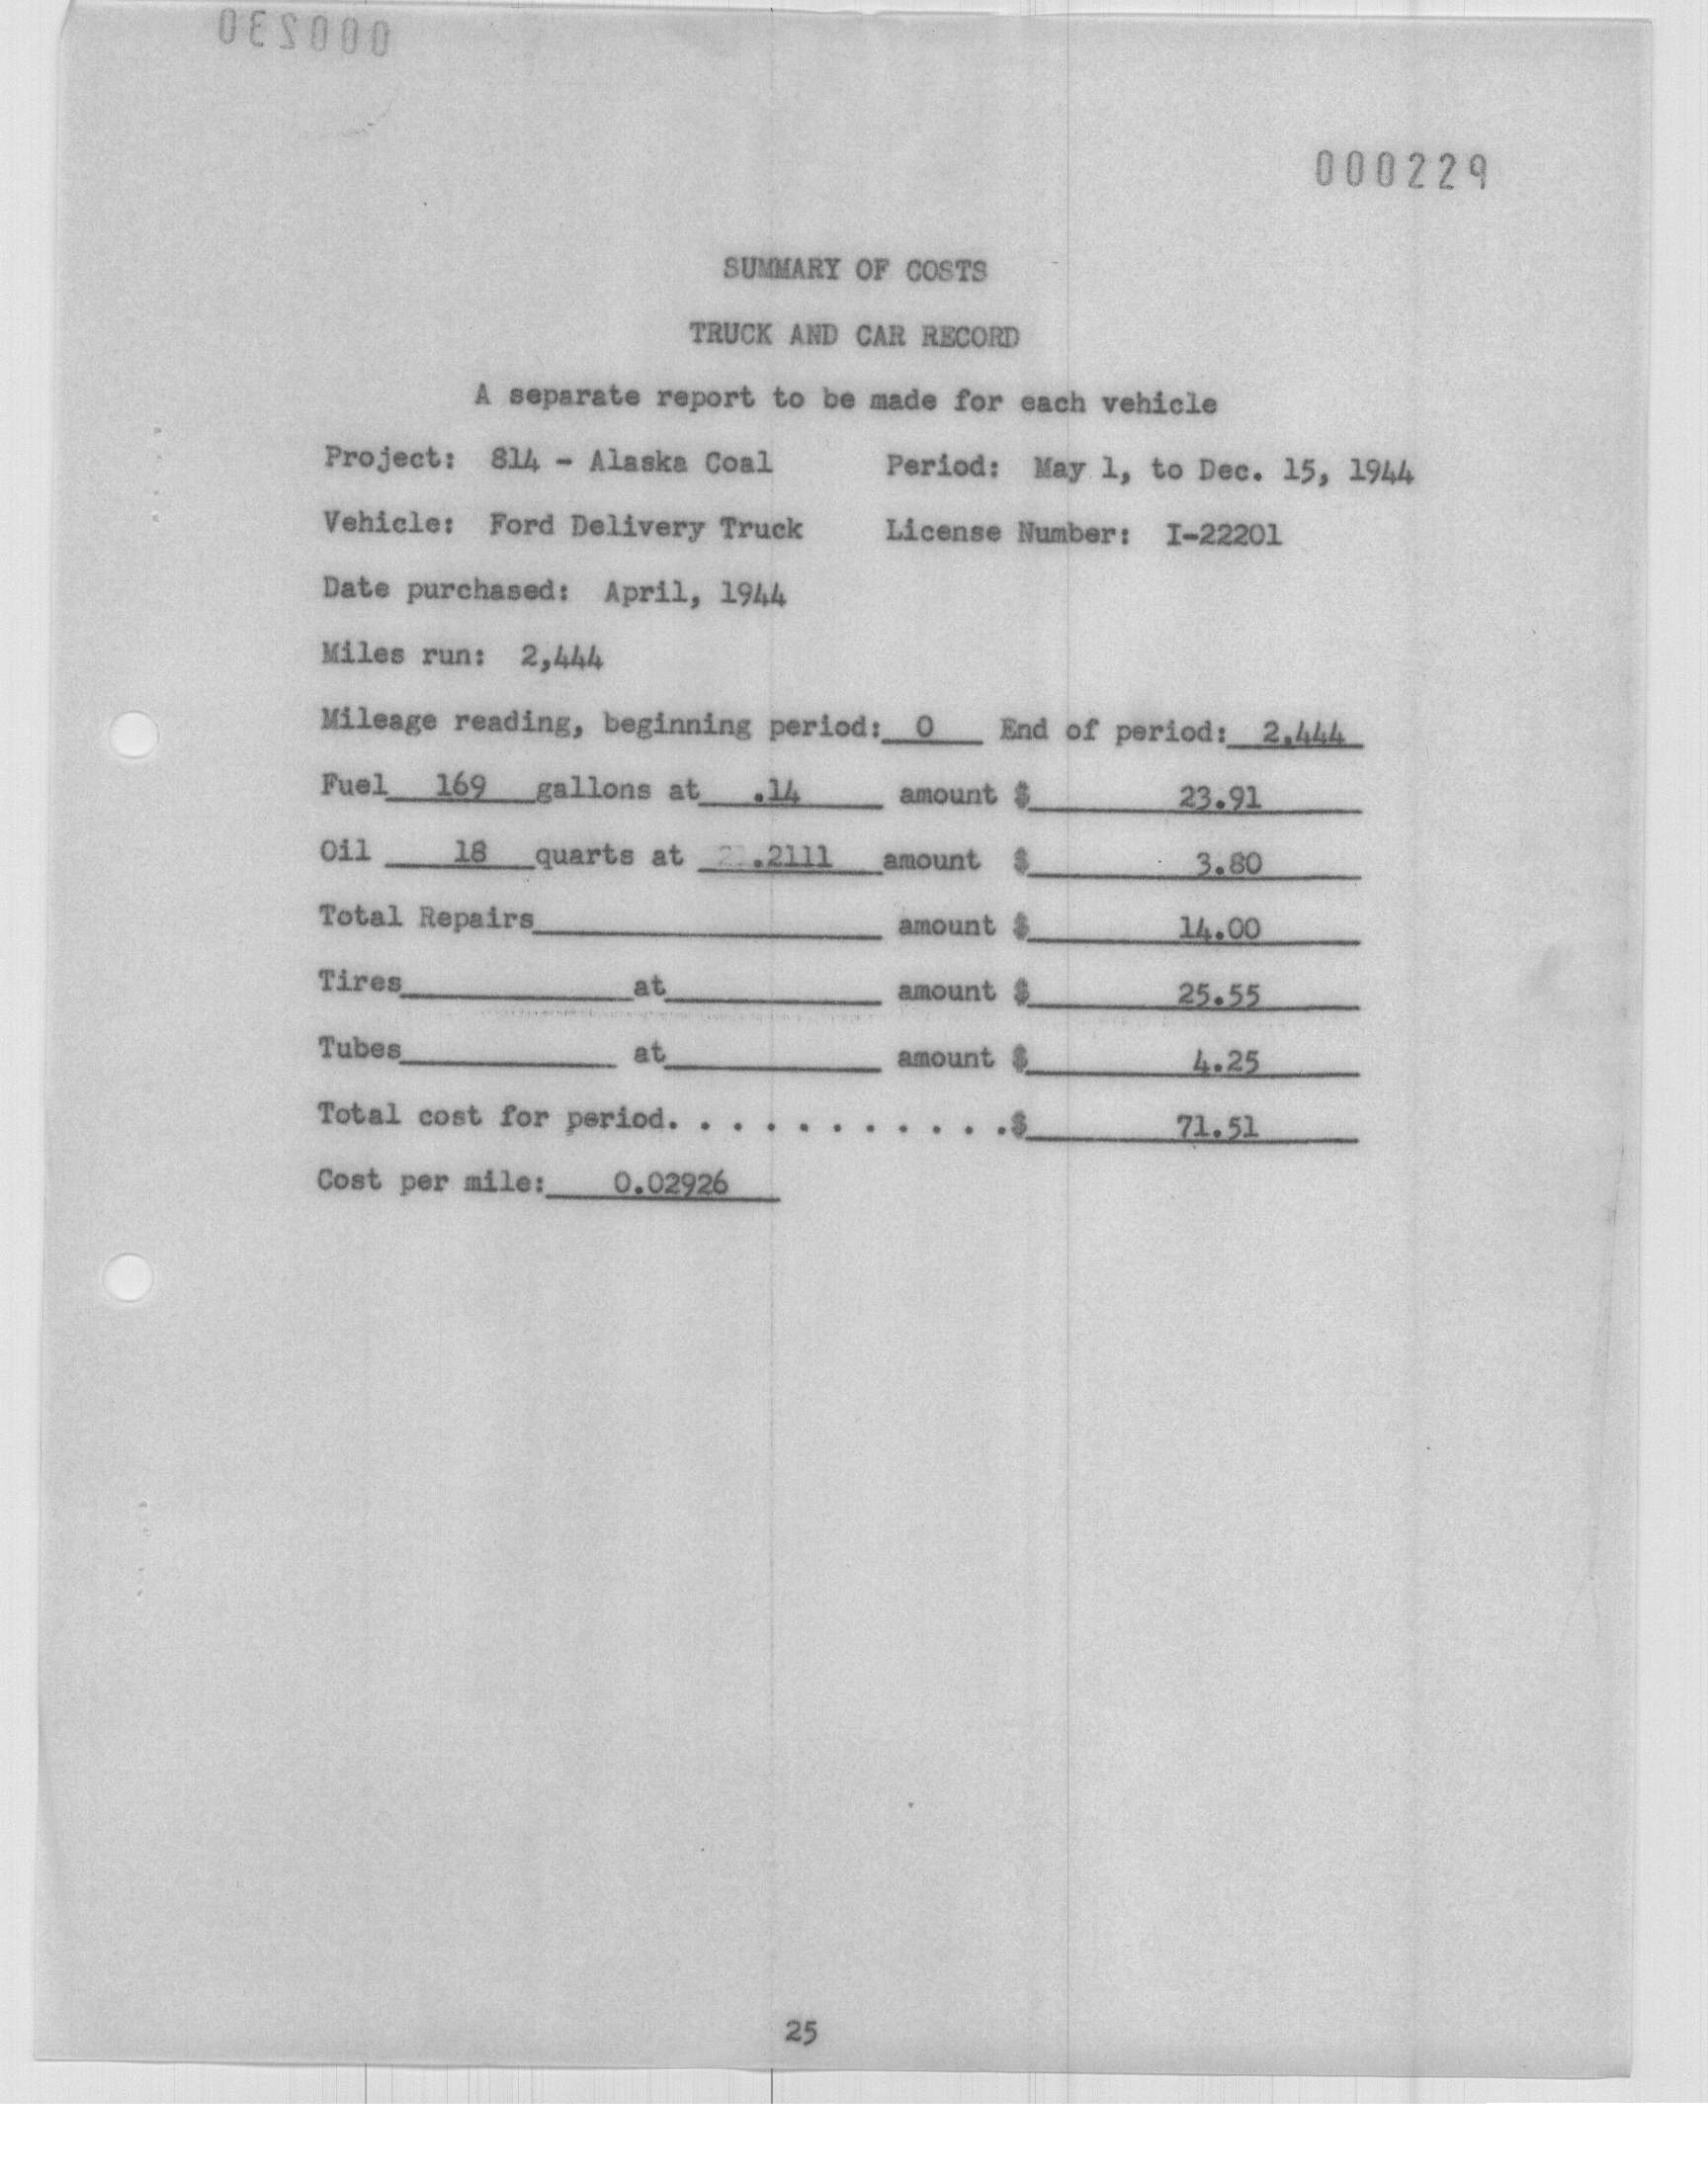 000230
000229
SUMMARY OF COSTS
TRUCK AND CAR RECORD
A separate report to be made for each vehicle
Project: 814 - Alaska Coal Period: May 1, to Dec. 15, 1944
Vehicle: Ford Delivery Truck License Number: I-22201
Date purchased: April, 1944
Miles run: 2,444
Mileage reading, beginning period: 0 End of period: 2,444
Fuel 169 gallons at .14 amount $ 23.91
Oil 18 quarts at .2111 amount $ 3.80
Total Repairs amount $ 14.00
Tires at amount $ 25.55
Tubes at amount $ 4.25
Total cost for period. . . . . . . . . . .$ 71.51
Cost per mile: 0.02926
25